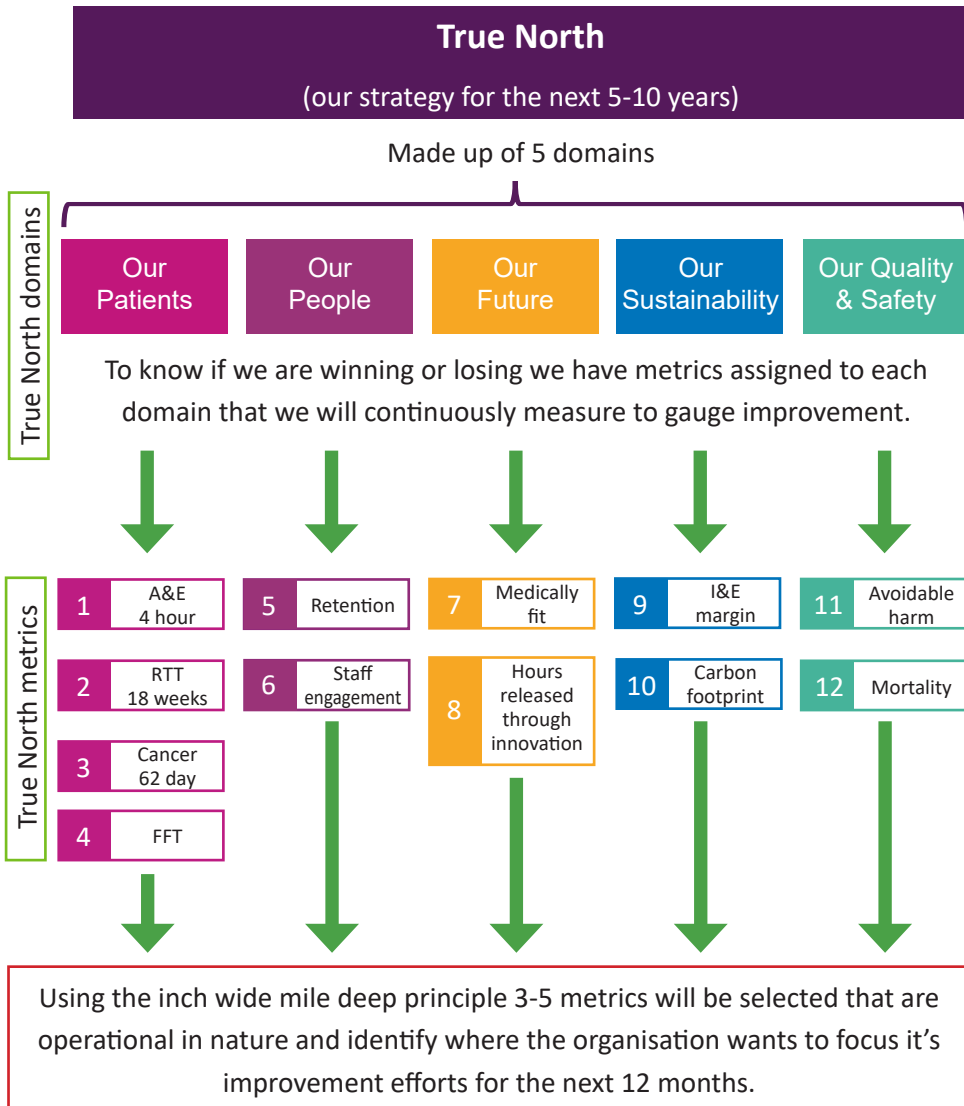 True North
(our strategy for the next 5-10 years)
Made up of 5 domains
True North domains
Our
Patients
Our
People
Our
Future
Our
Sustainability
Our Quality
& Safety
To know if we are winning or losing we have metrics assigned to each
domain that we will continuously measure to gauge improvement.
True North metrics
1
A&E
4 hour
2
RTT
18 weeks
3
Cancer
62 day
4
FFT
5
Retention
6
Staff
engagement
7
Medically
fit
8
Hours
released
through
innovation
9
I&E
margin
10
Carbon
footprint
11
Avoidable
harm
12
Mortality
Using the inch wide mile deep principle 3-5 metrics will be selected that are
operational in nature and identify where the organisation wants to focus it’s
improvement efforts for the next 12 months.